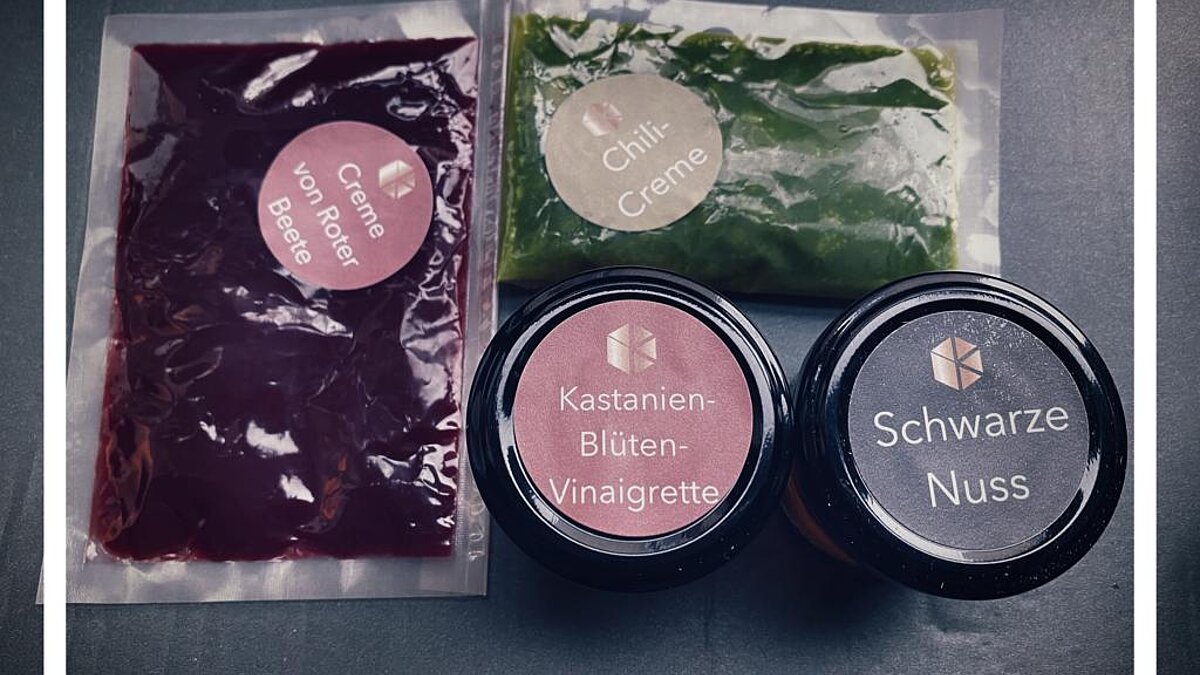 Creme
von Roter
Beete
Chili-
Creme
Kastanien-
Blüten-
Vinaigrette
Schwarze
Nuss